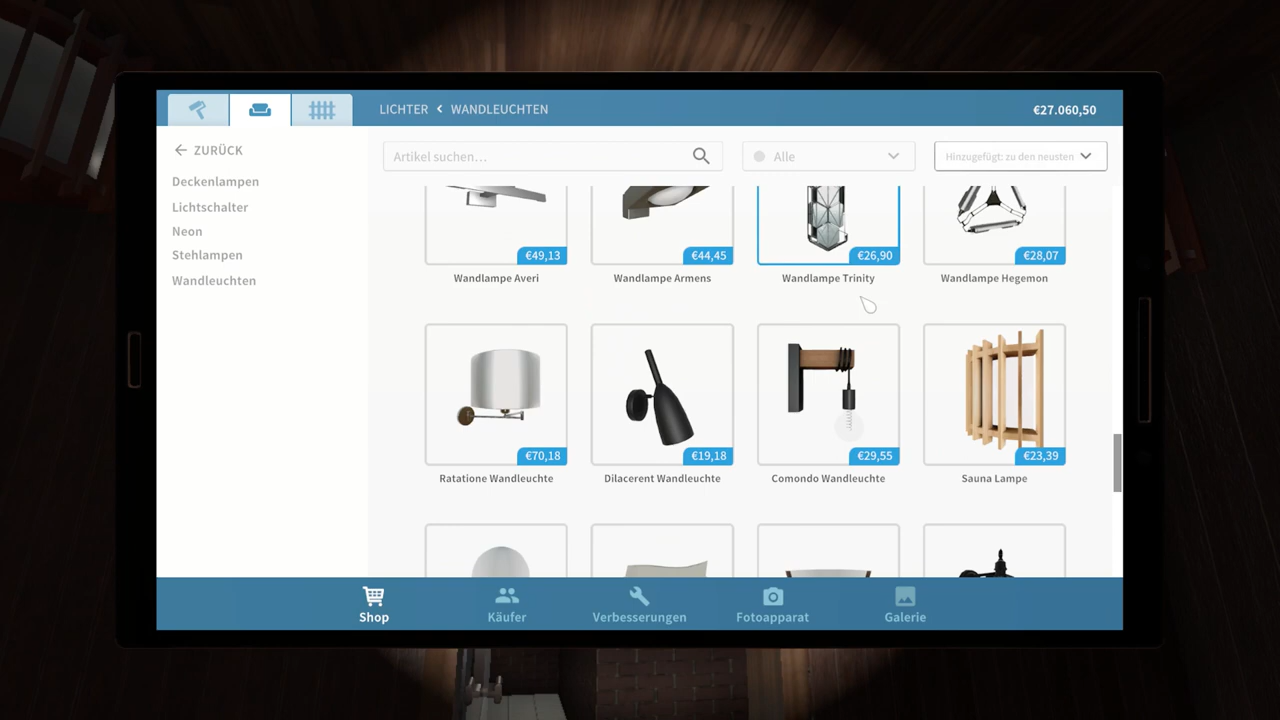 LICHTER < WANDLEUCHTEN
€27.060,50
ZURÜCK
Deckenlampen
Lichtschalter
Neon
Stehlampen
Wandleuchten
Artikel suchen...
Alle
Hinzugefügt: zu den neusten
€49,13
€44,45
€26,90
€28,07
Wandlampe Averi
Wandlampe Armens
Wandlampe Trinity
Wandlampe Hegemon
€70,18
€19,18
€29,55
€23,39
Ratatione Wandleuchte
Dilacerent Wandleuchte
Comondo Wandleuchte
Sauna Lampe
Shop
Käufer
Verbesserungen
Fotoapparat
Galerie